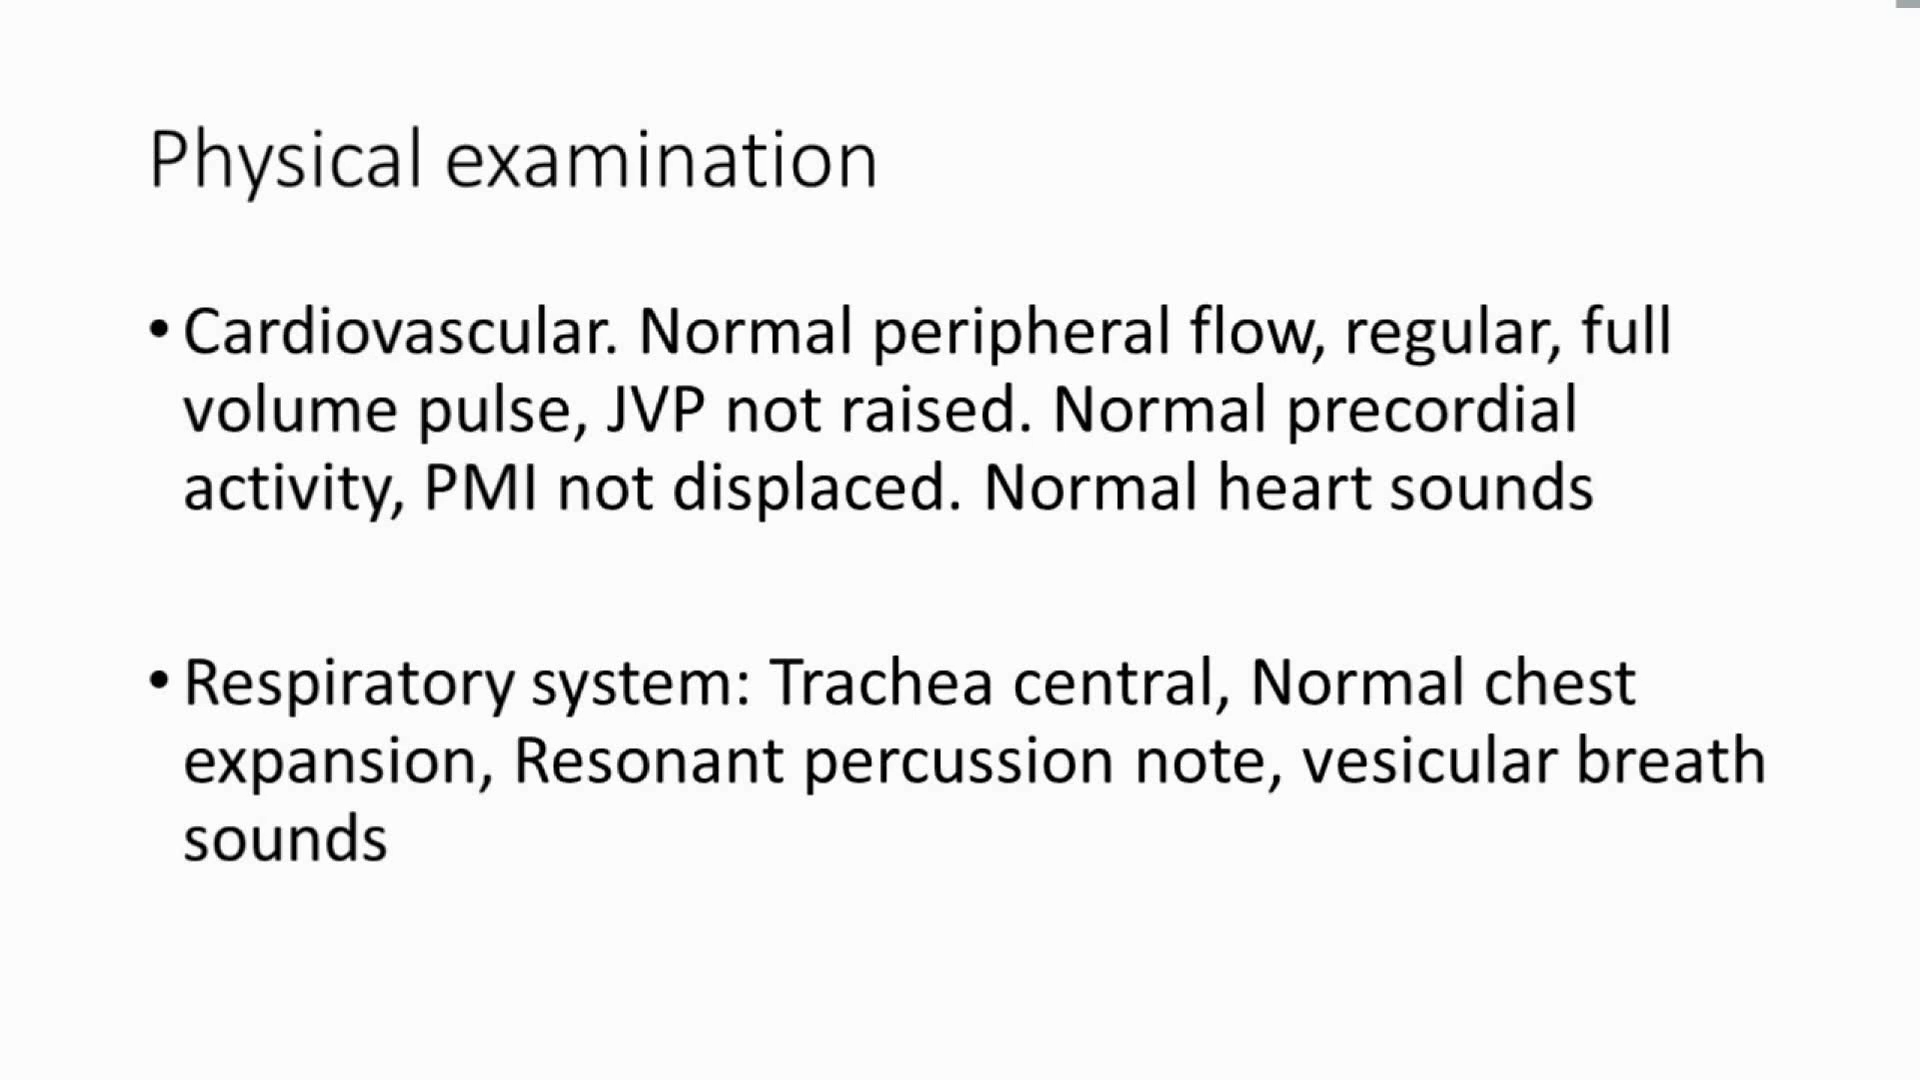 Physical examination
• Cardiovascular. Normal peripheral flow, regular, full
volume pulse, JVP not raised. Normal precordial
activity, PMI not displaced. Normal heart sounds
• Respiratory system: Trachea central, Normal chest
expansion, Resonant percussion note, vesicular breath
sounds